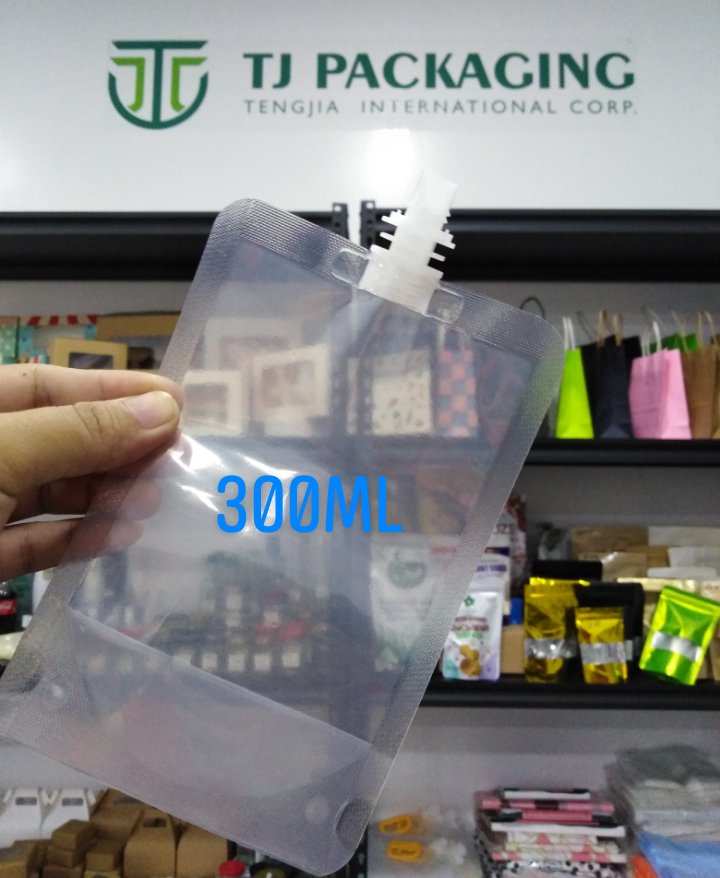 TJ PACKAGING
TENGJIA INTERNATIONAL CORP.
300ML